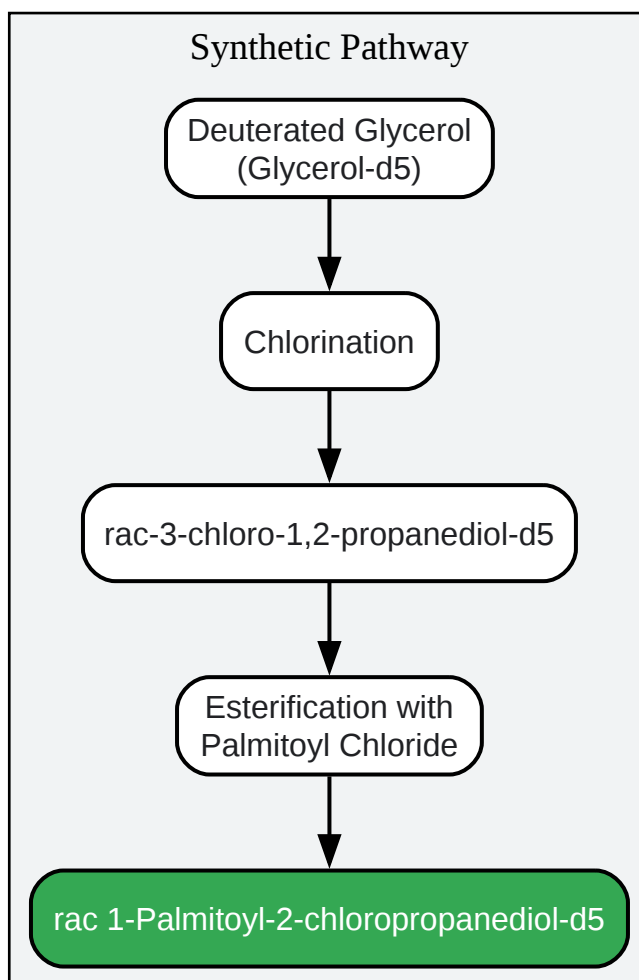 Synthetic Pathway
Deuterated Glycerol
(Glycerol-d5)
Chlorination
rac-3-chloro-1,2-propanediol-d5
Esterification with
Palmitoyl Chloride
rac 1-Palmitoyl-2-chloropropanediol-d5